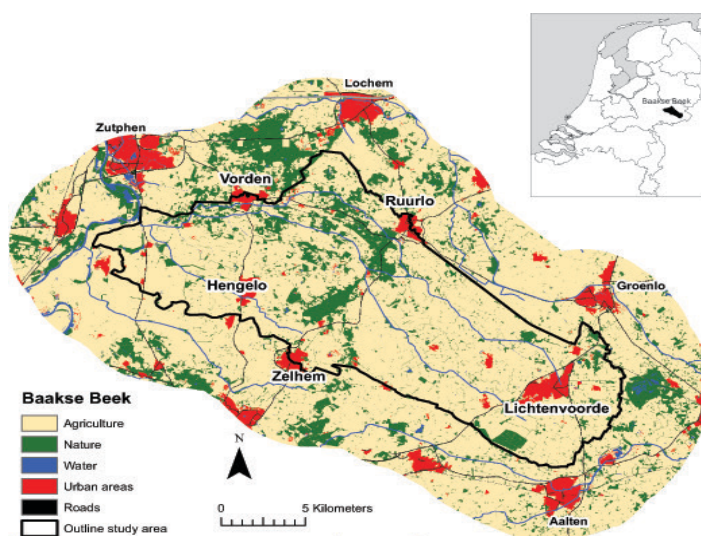 Lochem
Zutphen
Vorden
Ruurlo
Hengelo
Groenlo
Zelhem
Lichtenvoorde
Aalten
Baakse Beek
Baakse Beek
Agriculture
Nature
Water
Urban areas
Roads
Outline study area
N
0 5 Kilometers